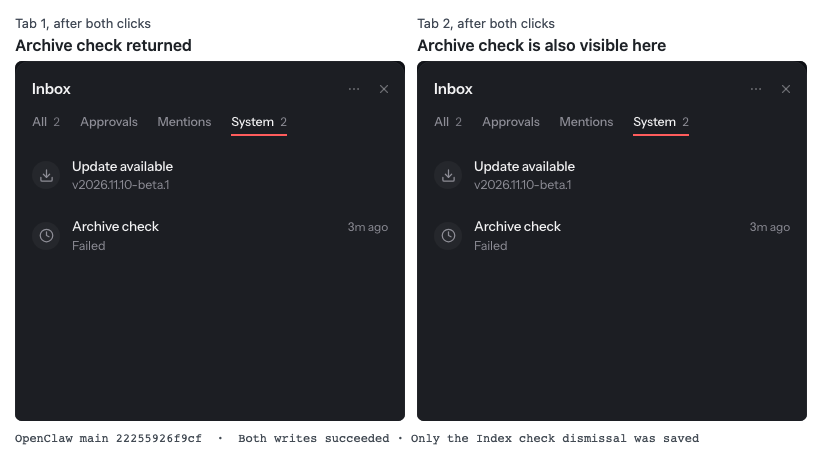 Tab 1, after both clicks
Archive check returned
Inbox
All 2 Approvals Mentions System 2
Update available
v2026.11.10-beta.1
Archive check 3m ago
Failed
Tab 2, after both clicks
Archive check is also visible here
Inbox
All 2 Approvals Mentions System 2
Update available
v2026.11.10-beta.1
Archive check 3m ago
Failed
OpenClaw main 22255926f9cf · Both writes succeeded · Only the Index check dismissal was saved